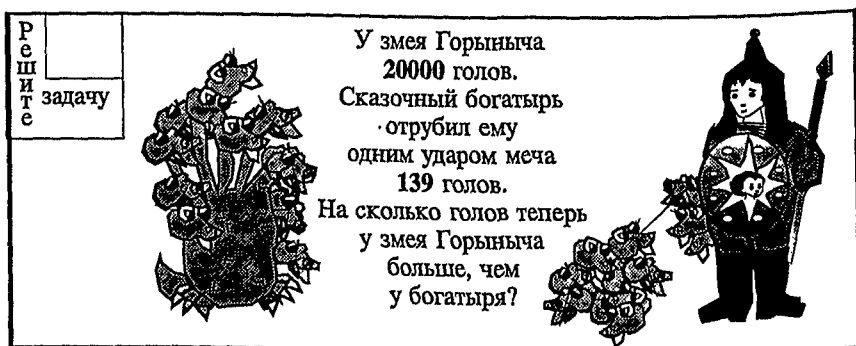 Решите
задачу
У змея Горыныча
20000 голов.
Сказочный богатырь
отрубил ему
одним ударом меча
139 голов.
На сколько голов теперь
у змея Горыныча
больше, чем
у богатыря?